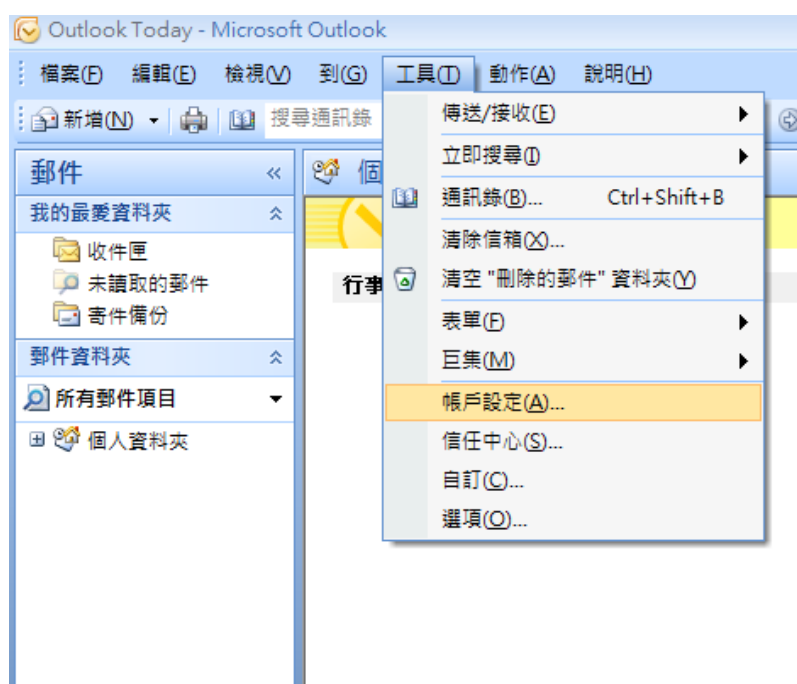 Outlook Today - Microsoft Outlook
檔案(F) 編輯(E) 檢視(V) 到(G) 工具(T) 動作(A) 說明(H)
新增(N) 搜尋通訊錄
郵件 «
個
我的最愛資料夾
收件匣
未讀取的郵件
寄件備份
行事
郵件資料夾
所有郵件項目
個人資料夾
傳送/接收(E)
立即搜尋(I)
通訊錄(B)... Ctrl+Shift+B
清除信箱(X)...
清空 "刪除的郵件" 資料夾(Y)
表單(F)
巨集(M)
帳戶設定(A)...
信任中心(S)...
自訂(C)...
選項(O)...